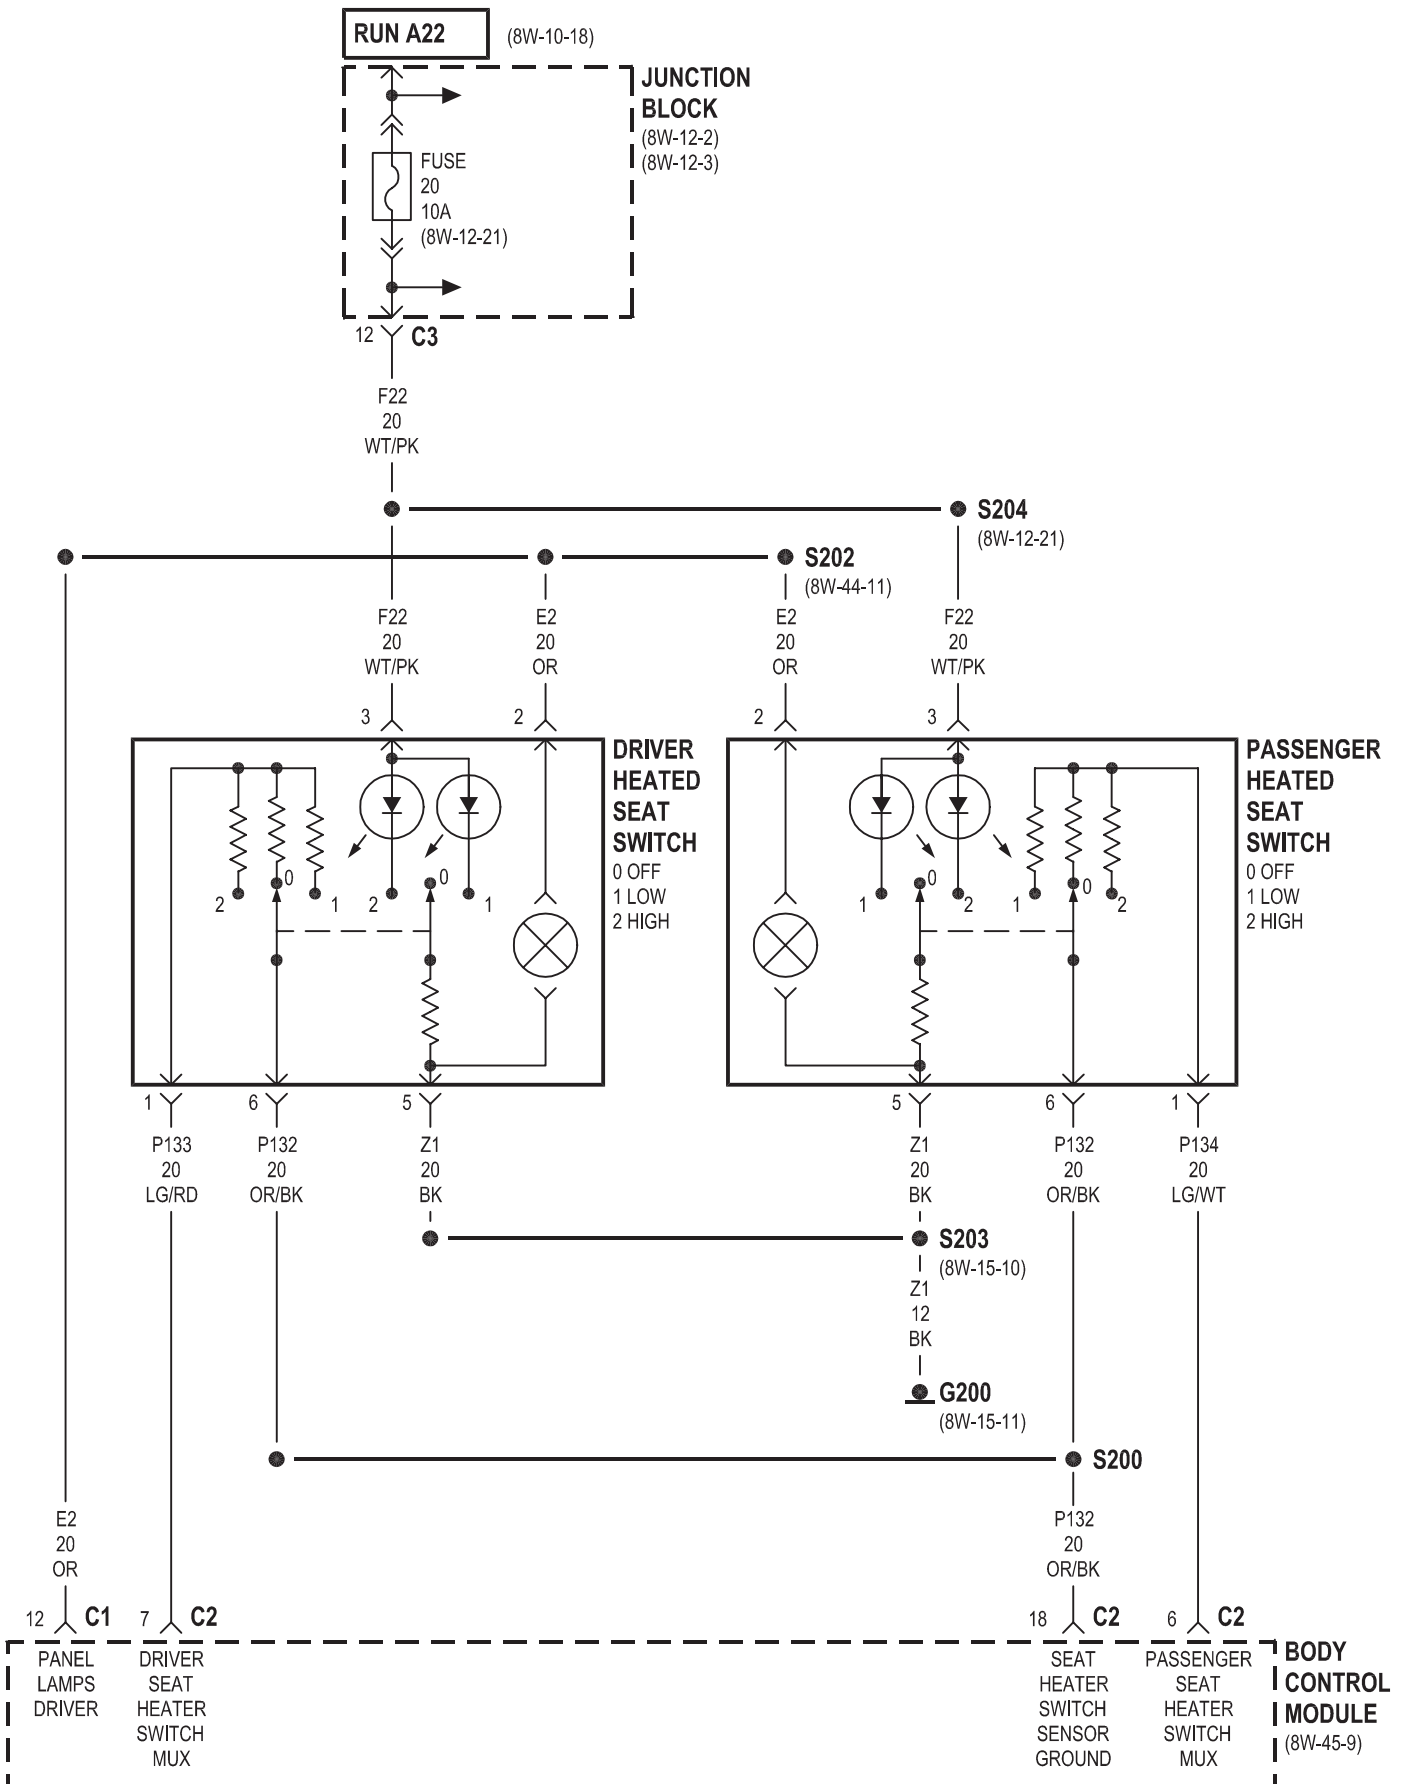 RUN A22
(8W-10-18)
JUNCTION
BLOCK
(8W-12-2)
(8W-12-3)
FUSE
20
10A
(8W-12-21)
12
C3
F22
20
WT/PK
S204
(8W-12-21)
S202
(8W-44-11)
F22
20
WT/PK
E2
20
OR
E2
20
OR
F22
20
WT/PK
3
2
2
3
DRIVER
HEATED
SEAT
SWITCH
0 OFF
1 LOW
2 HIGH
PASSENGER
HEATED
SEAT
SWITCH
0 OFF
1 LOW
2 HIGH
2
0
1
2
0
1
1
0
2
1
0
2
1
6
5
5
6
1
P133
20
LG/RD
P132
20
OR/BK
Z1
20
BK
Z1
20
BK
P132
20
OR/BK
P134
20
LG/WT
S203
(8W-15-10)
Z1
12
BK
G200
(8W-15-11)
S200
E2
20
OR
P132
20
OR/BK
12
C1
7
C2
18
C2
6
C2
PANEL
LAMPS
DRIVER
DRIVER
SEAT
HEATER
SWITCH
MUX
SEAT
HEATER
SWITCH
SENSOR
GROUND
PASSENGER
SEAT
HEATER
SWITCH
MUX
BODY
CONTROL
MODULE
(8W-45-9)